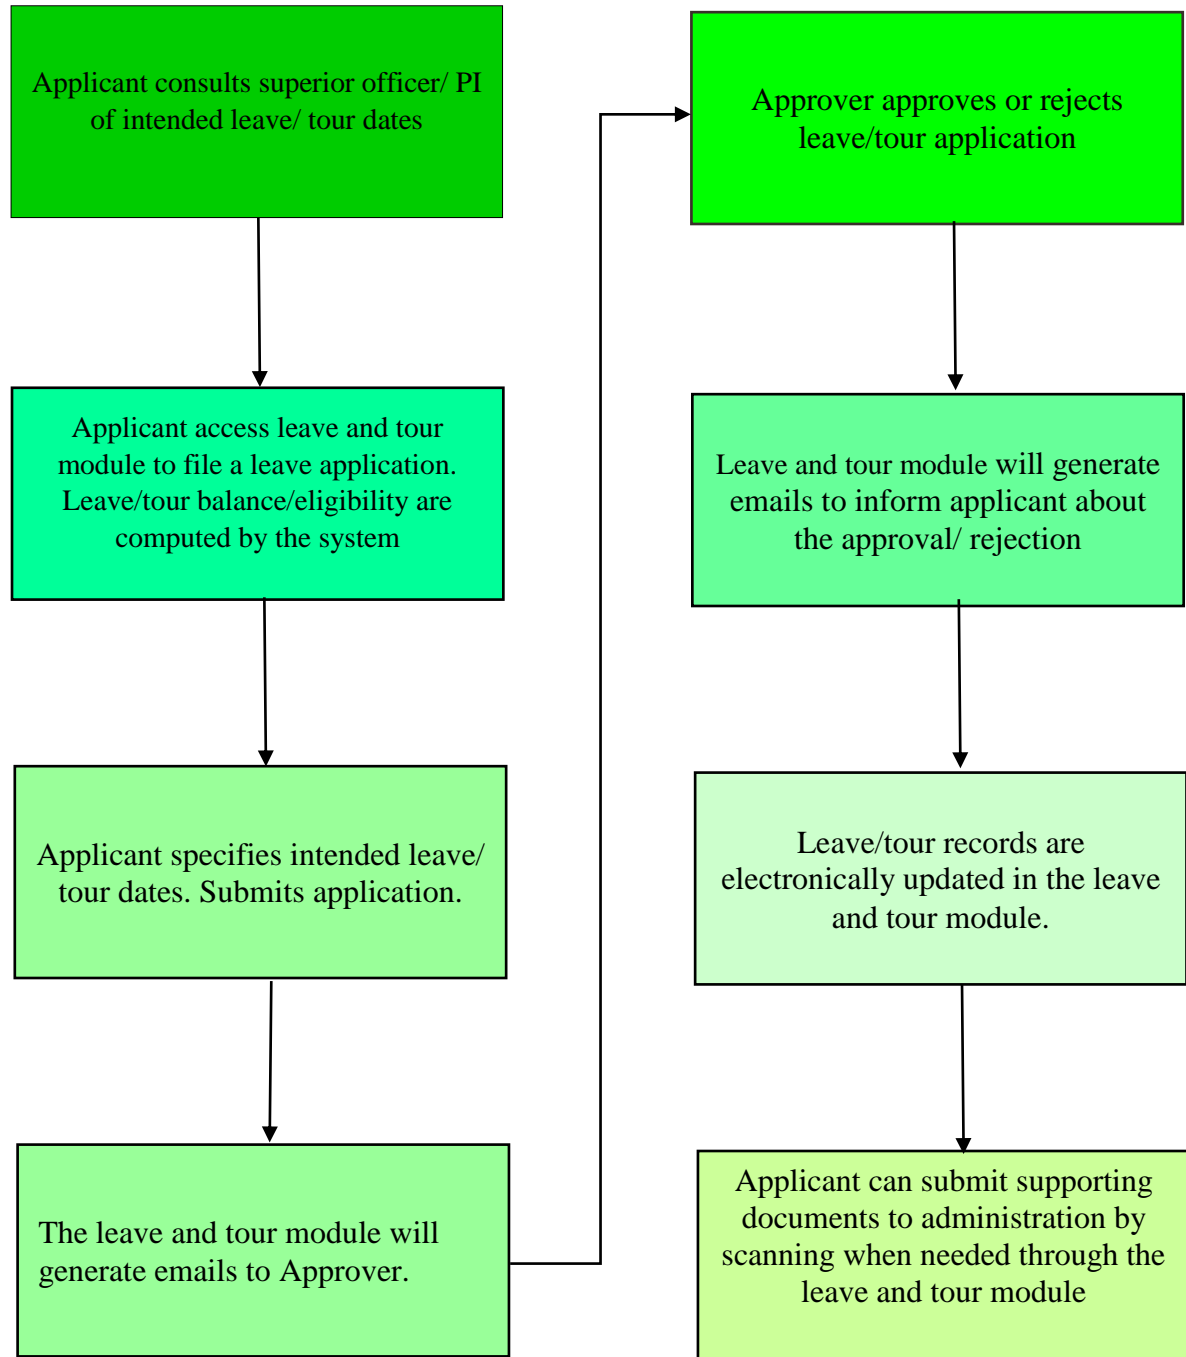 Applicant consults superior officer/ PI
of intended leave/ tour dates
Applicant access leave and tour
module to file a leave application.
Leave/tour balance/eligibility are
computed by the system
Applicant specifies intended leave/
tour dates. Submits application.
The leave and tour module will
generate emails to Approver.
Approver approves or rejects
leave/tour application
Leave and tour module will generate
emails to inform applicant about
the approval/ rejection
Leave/tour records are
electronically updated in the leave
and tour module.
Applicant can submit supporting
documents to administration by
scanning when needed through the
leave and tour module